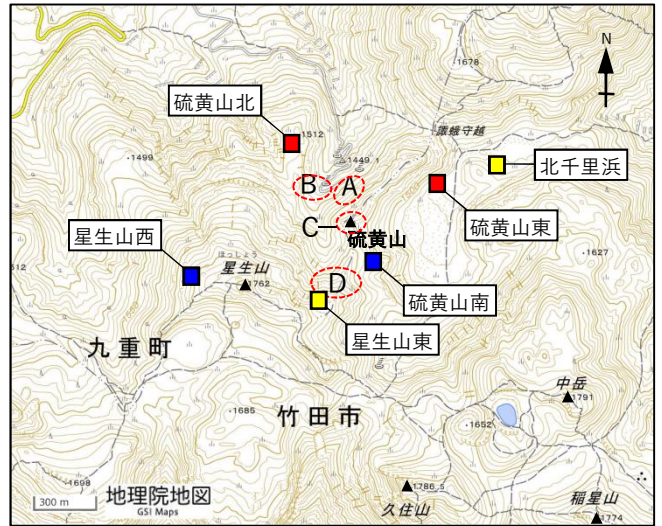 N
・1678
硫黄山北
1512
諏蛾守越
・1499
・1449.1
北千里浜
B
A
硫黄山東
C
硫黄山
星生山西
ほっしょう
星生山
・1627
1762
D
硫黄山南
星生山東
九重町
中岳
1791
・1685
竹田市
・1652
・1698
300 m
地理院地図
GSI Maps
1786.5
久住山
稲星山
1774